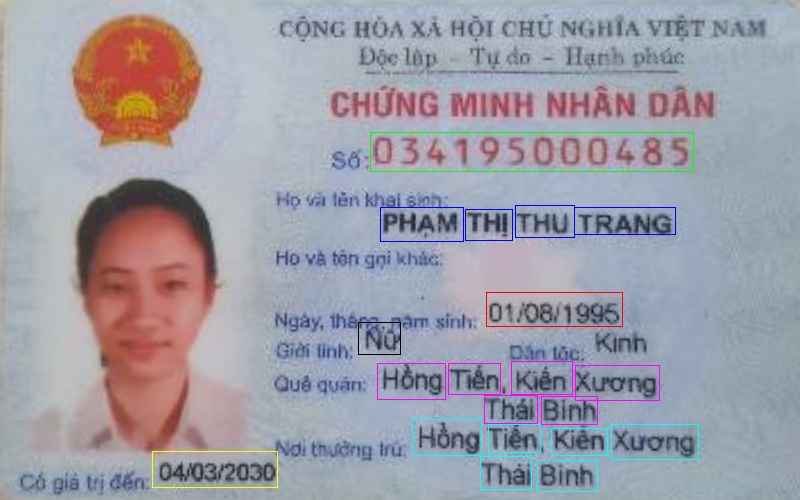 CỘNG HÒA XÃ HỘI CHỦ NGHĨA VIỆT NAM
Độc lập - Tự do - Hạnh phúc
CHỨNG MINH NHÂN DÂN
Số: 034195000485
Họ và tên khai sinh:
PHẠM THỊ THU TRANG
Họ và tên gọi khác:
Ngày, tháng, năm sinh: 01/08/1995
Giới tính: Nữ Dân tộc: Kinh
Quê quán: Hồng Tiến, Kiến Xương
Thái Bình
Nơi thường trú: Hồng Tiến, Kiến Xương
Thái Bình
Có giá trị đến: 04/03/2030